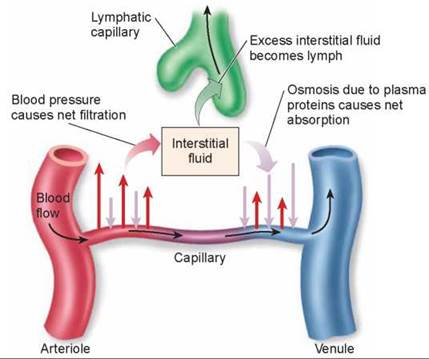 Lymphatic
capillary
Excess interstitial fluid
becomes lymph
Blood pressure
causes net filtration
Osmosis due to plasma
proteins causes net
absorption
Interstitial
fluid
Blood
flow
Capillary
Arteriole
Venule